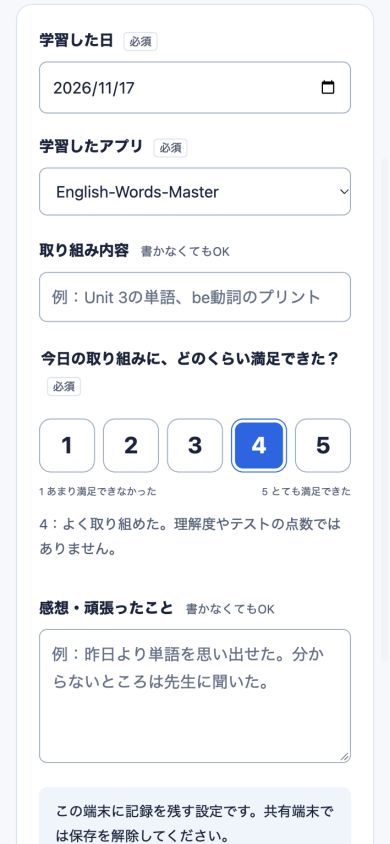 学習した日 必須
2026/11/17
学習したアプリ 必須
English-Words-Master
取り組み内容 書かなくてもOK
例：Unit 3の単語、be動詞のプリント
今日の取り組みに、どのくらい満足できた？
必須
1 2 3 4 5
1 あまり満足できなかった 5 とても満足できた
4：よく取り組めた。理解度やテストの点数では
ありません。
感想・頑張ったこと 書かなくてもOK
例：昨日より単語を思い出せた。分か
らないところは先生に聞いた。
この端末に記録を残す設定です。共有端末で
は保存を解除してください。